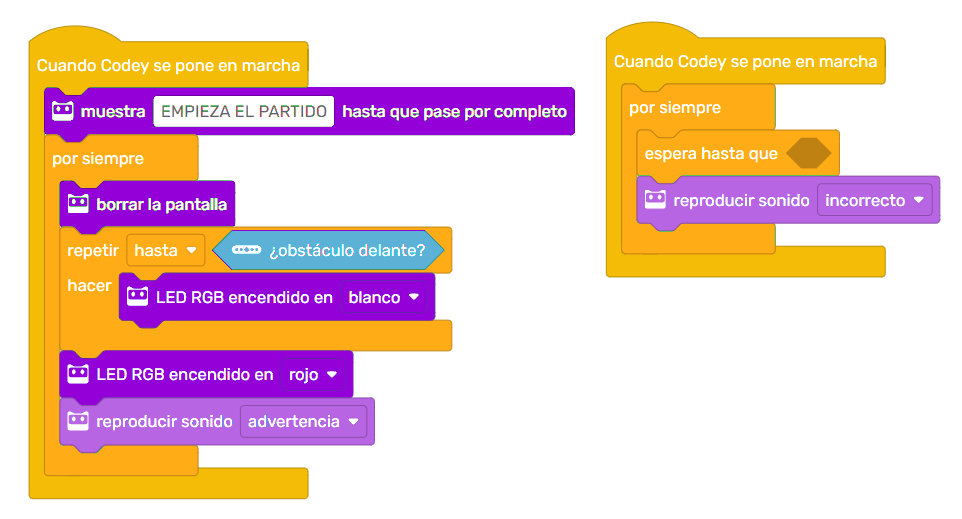 Cuando Codey se pone en marcha
muestra EMPIEZA EL PARTIDO hasta que pase por completo
por siempre
borrar la pantalla
repetir hasta ¿obstáculo delante?
hacer LED RGB encendido en blanco
LED RGB encendido en rojo
reproducir sonido advertencia
Cuando Codey se pone en marcha
por siempre
espera hasta que
reproducir sonido incorrecto